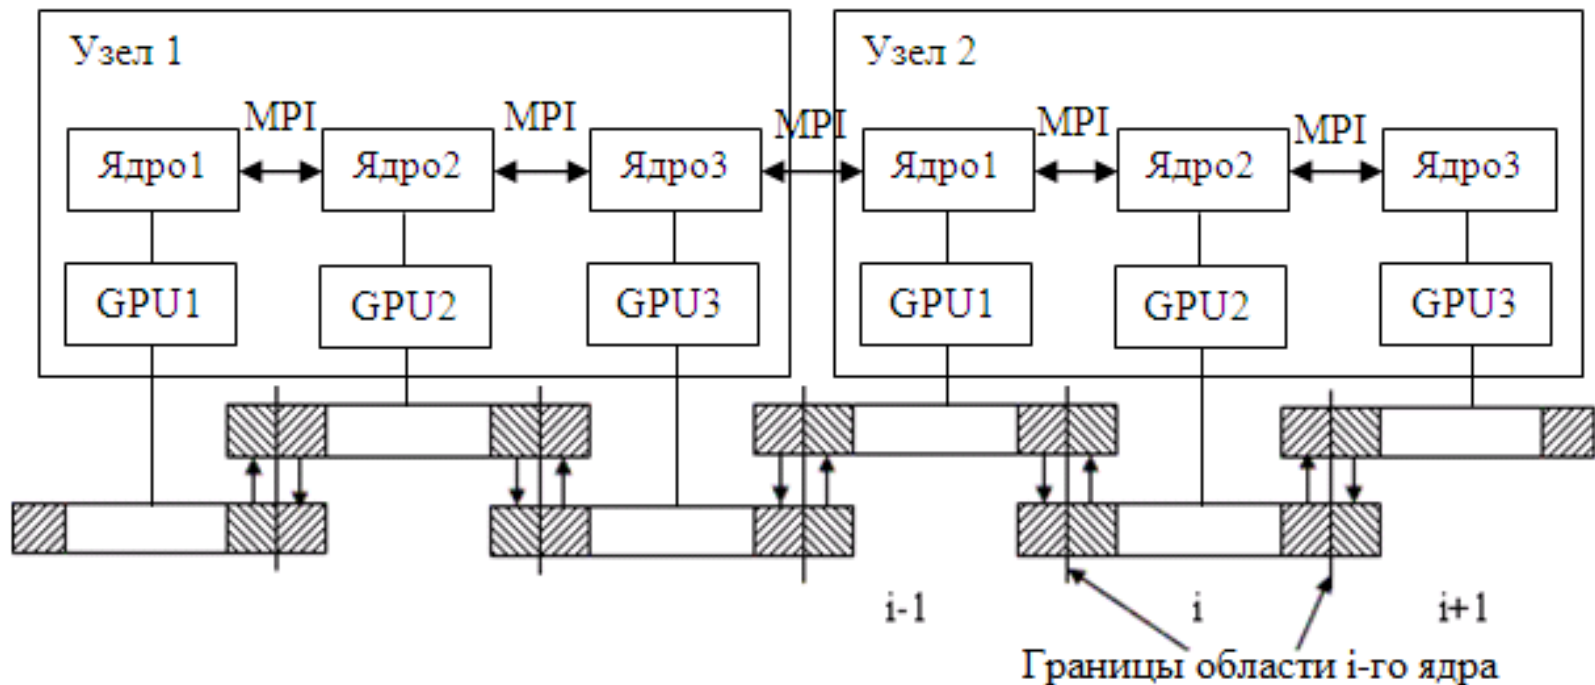 Узел 1
Узел 2
MPI
MPI
MPI
MPI
MPI
Ядро1
Ядро2
Ядро3
Ядро1
Ядро2
Ядро3
GPU1
GPU2
GPU3
GPU1
GPU2
GPU3
i-1
i
i+1
Границы области i-го ядра